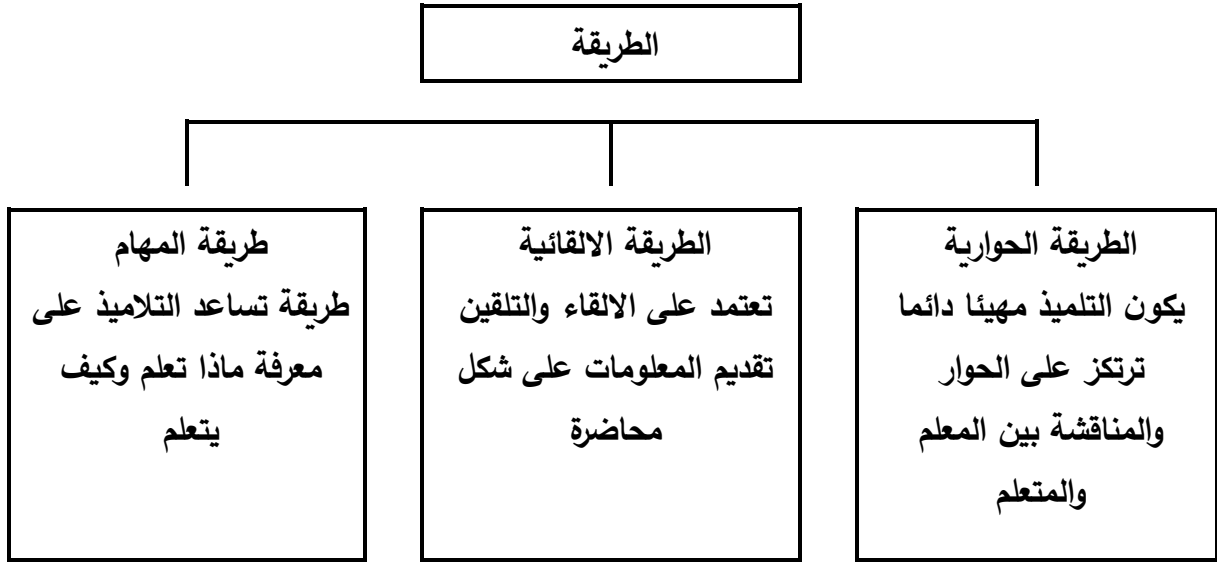 الطريقة
الطريقة الحوارية
يكون التلميذ مهيئا دائما
ترتكز على الحوار
والمناقشة بين المعلم
والمتعلم
الطريقة الالقائية
تعتمد على الالقاء والتلقين
تقديم المعلومات على شكل
محاضرة
طريقة المهام
طريقة تساعد التلاميذ على
معرفة ماذا تعلم وكيف
يتعلم